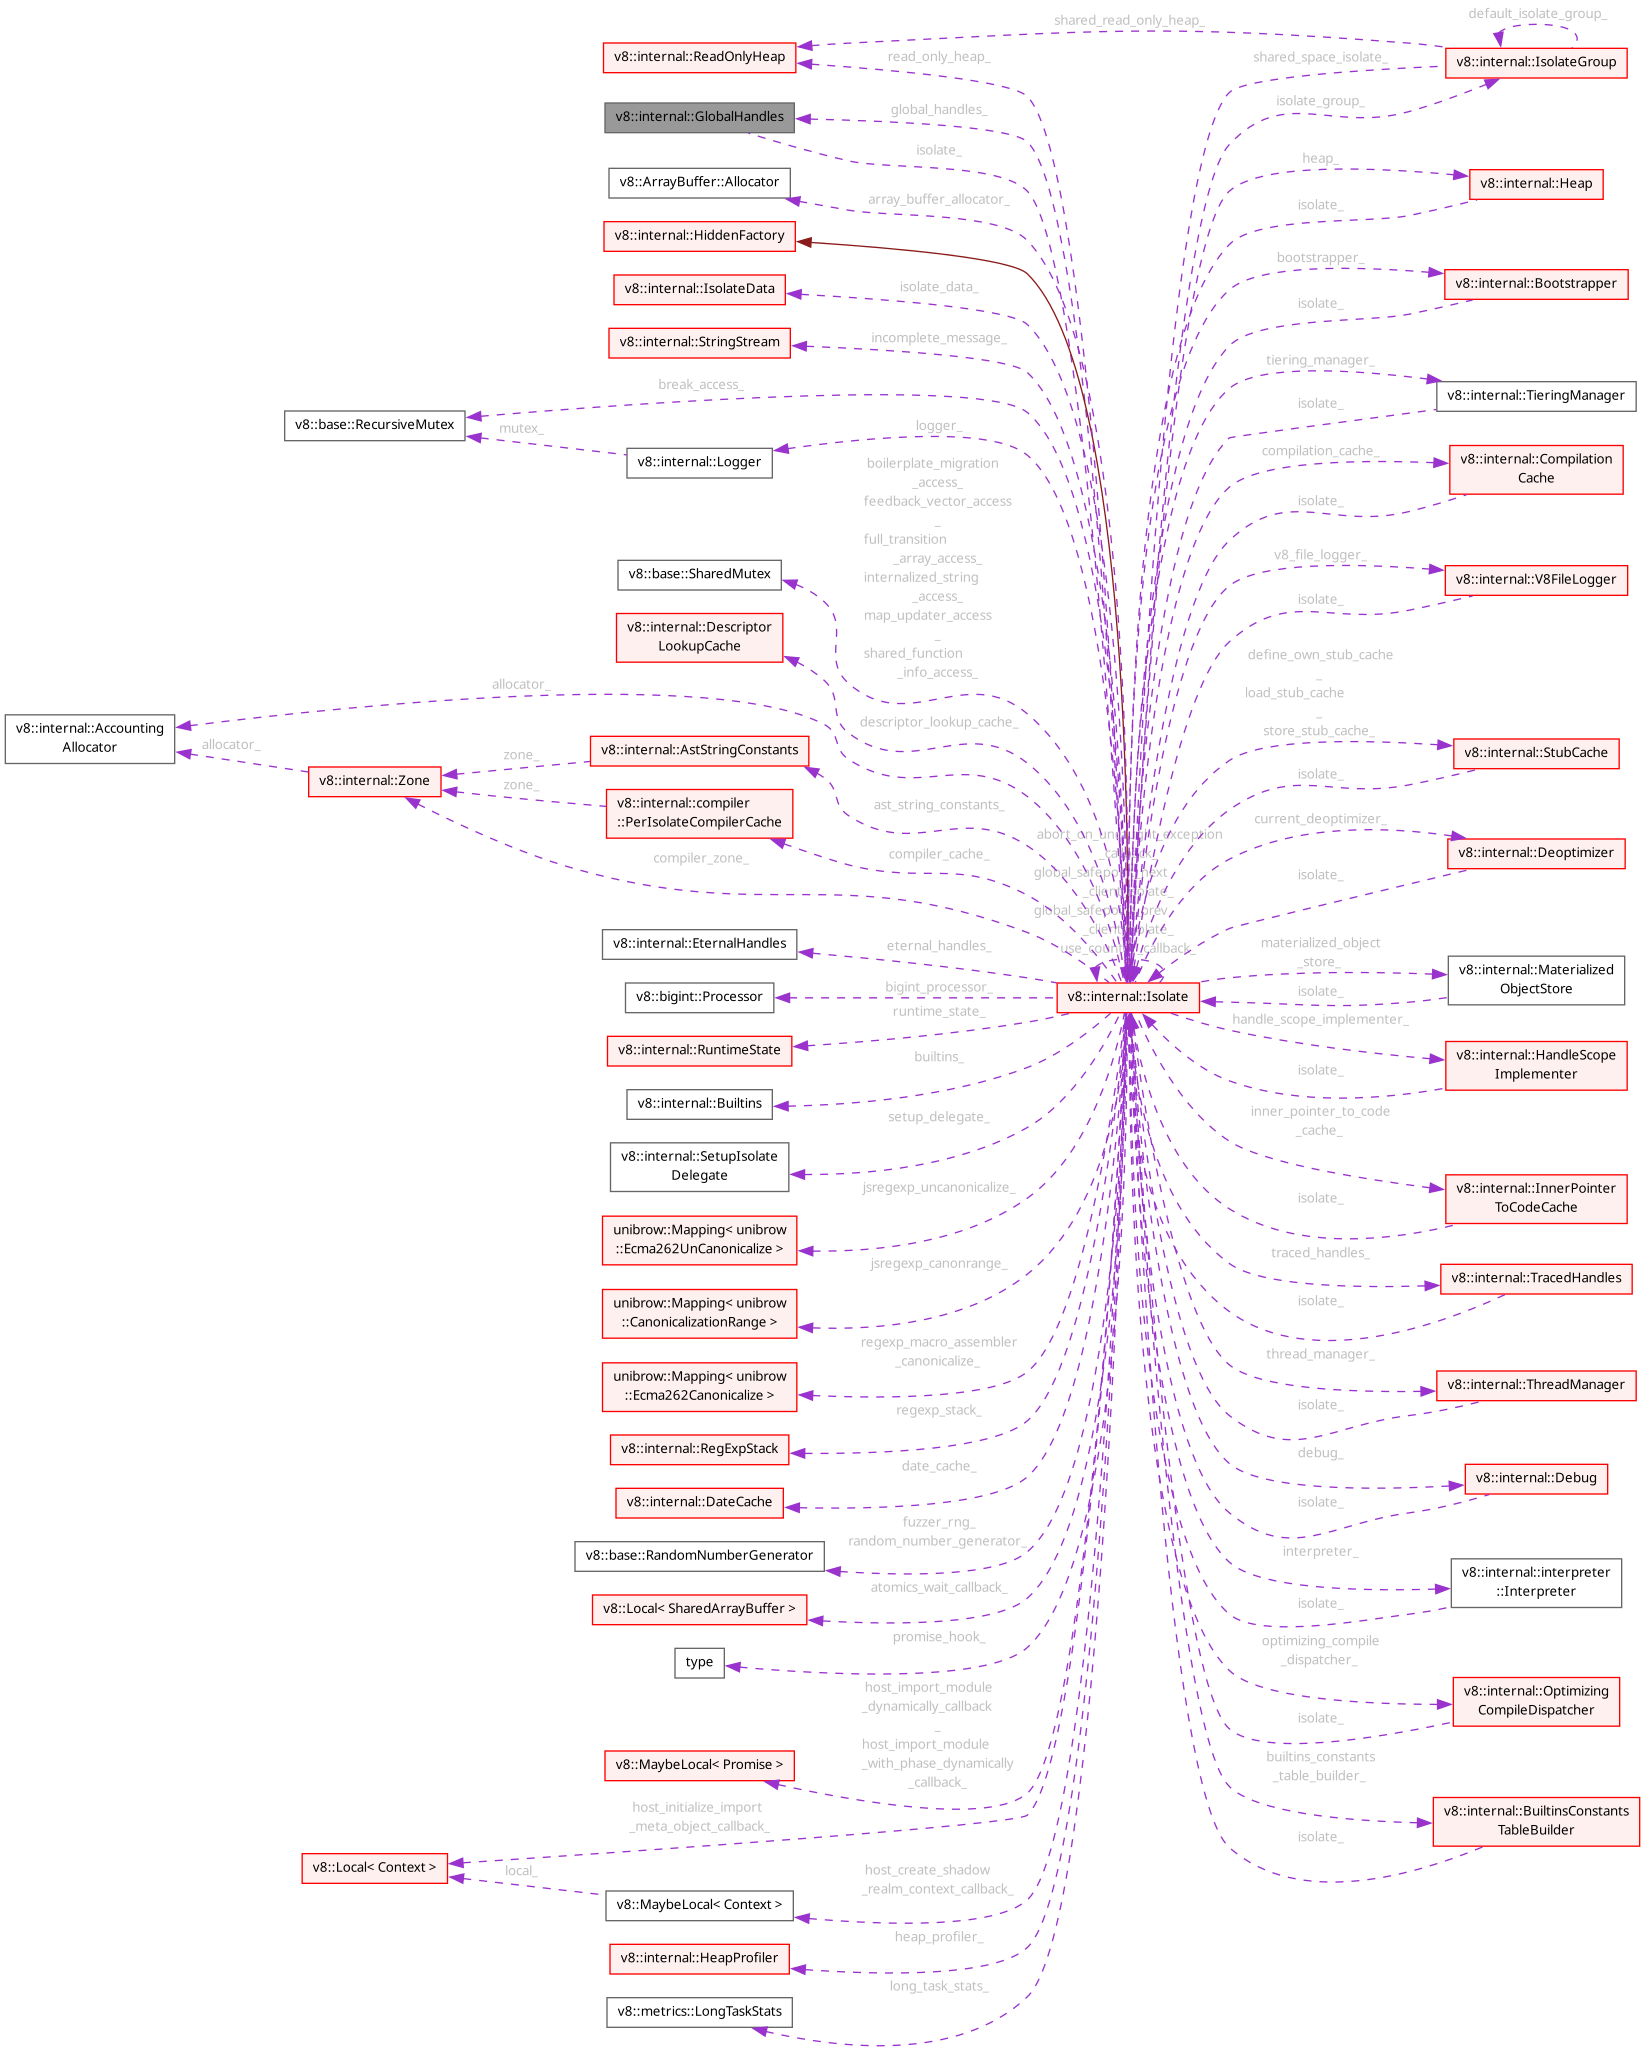 default_isolate_group_
shared_read_only_heap_
v8::internal::ReadOnlyHeap
read_only_heap_
shared_space_isolate_
v8::internal::IsolateGroup
isolate_group_
global_handles_
v8::internal::GlobalHandles
isolate_
heap_
v8::ArrayBuffer::Allocator
v8::internal::Heap
array_buffer_allocator_
isolate_
v8::internal::HiddenFactory
bootstrapper_
v8::internal::IsolateData
isolate_data_
v8::internal::Bootstrapper
isolate_
v8::internal::StringStream
incomplete_message_
tiering_manager_
break_access_
v8::internal::TieringManager
isolate_
v8::base::RecursiveMutex
mutex_
logger_
v8::internal::Logger
compilation_cache_
v8::internal::Compilation
Cache
isolate_
boilerplate_migration
_access_
feedback_vector_access
_
full_transition
_array_access_
internalized_string
_access_
map_updater_access
_
shared_function
_info_access_
v8_file_logger_
v8::base::SharedMutex
v8::internal::V8FileLogger
isolate_
v8::internal::Descriptor
LookupCache
define_own_stub_cache
_
load_stub_cache
_
store_stub_cache_
allocator_
descriptor_lookup_cache_
v8::internal::Accounting
Allocator
allocator_
v8::internal::AstStringConstants
zone_
v8::internal::StubCache
isolate_
v8::internal::Zone
zone_
v8::internal::compiler
::PerIsolateCompilerCache
ast_string_constants_
current_deoptimizer_
compiler_zone_
compiler_cache_
abort_on_uncaught_exception
_callback_
global_safepoint_next
_client_isolate_
global_safepoint_prev
_client_isolate_
use_counter_callback_
v8::internal::Deoptimizer
isolate_
v8::internal::EternalHandles
eternal_handles_
materialized_object
_store_
v8::internal::Materialized
ObjectStore
isolate_
v8::bigint::Processor
bigint_processor_
v8::internal::Isolate
runtime_state_
handle_scope_implementer_
v8::internal::RuntimeState
v8::internal::HandleScope
Implementer
isolate_
builtins_
v8::internal::Builtins
setup_delegate_
inner_pointer_to_code
_cache_
v8::internal::SetupIsolate
Delegate
jsregexp_uncanonicalize_
v8::internal::InnerPointer
ToCodeCache
isolate_
unibrow::Mapping< unibrow
::Ecma262UnCanonicalize >
traced_handles_
jsregexp_canonrange_
v8::internal::TracedHandles
isolate_
unibrow::Mapping< unibrow
::CanonicalizationRange >
regexp_macro_assembler
_canonicalize_
thread_manager_
unibrow::Mapping< unibrow
::Ecma262Canonicalize >
v8::internal::ThreadManager
isolate_
regexp_stack_
v8::internal::RegExpStack
debug_
date_cache_
v8::internal::Debug
v8::internal::DateCache
isolate_
fuzzer_rng_
random_number_generator_
v8::base::RandomNumberGenerator
interpreter_
v8::internal::interpreter
::Interpreter
atomics_wait_callback_
v8::Local< SharedArrayBuffer >
isolate_
promise_hook_
type
optimizing_compile
_dispatcher_
host_import_module
_dynamically_callback
_
host_import_module
_with_phase_dynamically
_callback_
v8::internal::Optimizing
CompileDispatcher
isolate_
v8::MaybeLocal< Promise >
builtins_constants
_table_builder_
host_initialize_import
_meta_object_callback_
v8::internal::BuiltinsConstants
TableBuilder
isolate_
v8::Local< Context >
local_
host_create_shadow
_realm_context_callback_
v8::MaybeLocal< Context >
heap_profiler_
v8::internal::HeapProfiler
long_task_stats_
v8::metrics::LongTaskStats